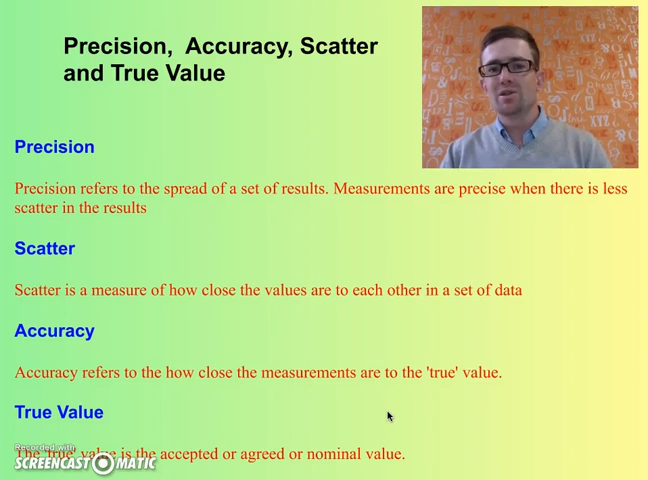 Precision, Accuracy, Scatter
and True Value
Precision
Precision refers to the spread of a set of results. Measurements are precise when there is less
scatter in the results
Scatter
Scatter is a measure of how close the values are to each other in a set of data
Accuracy
Accuracy refers to the how close the measurements are to the 'true' value.
True Value
The 'true' value is the accepted or agreed or nominal value.
Recorded with
SCREENCAST-O-MATIC
XYZ